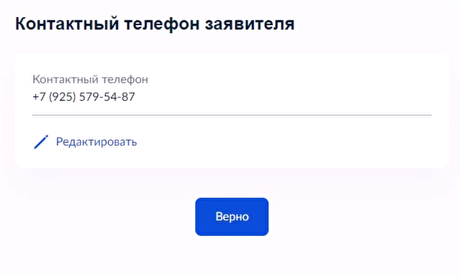 Контактный телефон заявителя
Контактный телефон
+7 (925) 579-54-87
Редактировать
Верно